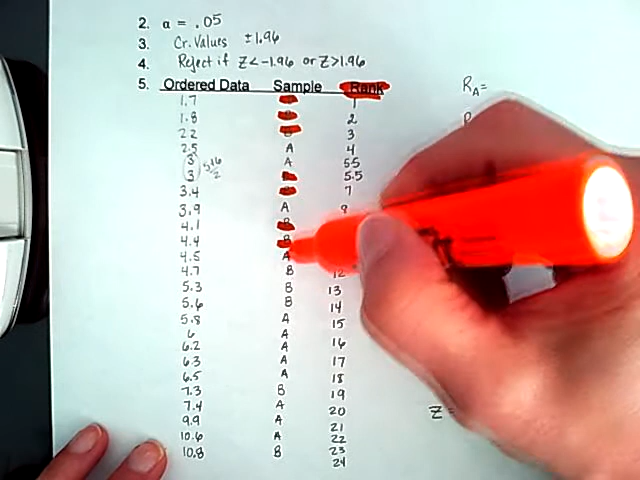 2. α = .05
3. Cr. Values ±1.96
4. Reject if Z < -1.96 or Z > 1.96
5. Ordered Data Sample Rank
1.7 1
1.8 2
2.2 3
2.5 A 4
3 A 5.5
3 5.5
3.4 7
3.9 A 9
4.1 B
4.4 B
4.5 A
4.7 B 12
5.3 B 13
5.6 B 14
5.8 A 15
6 A 16
6.2 A 17
6.3 A 18
6.5 A 19
7.3 B 20
7.4 A 21
9.9 A 22
10.6 A 23
10.8 B 24
R_A =
Z =